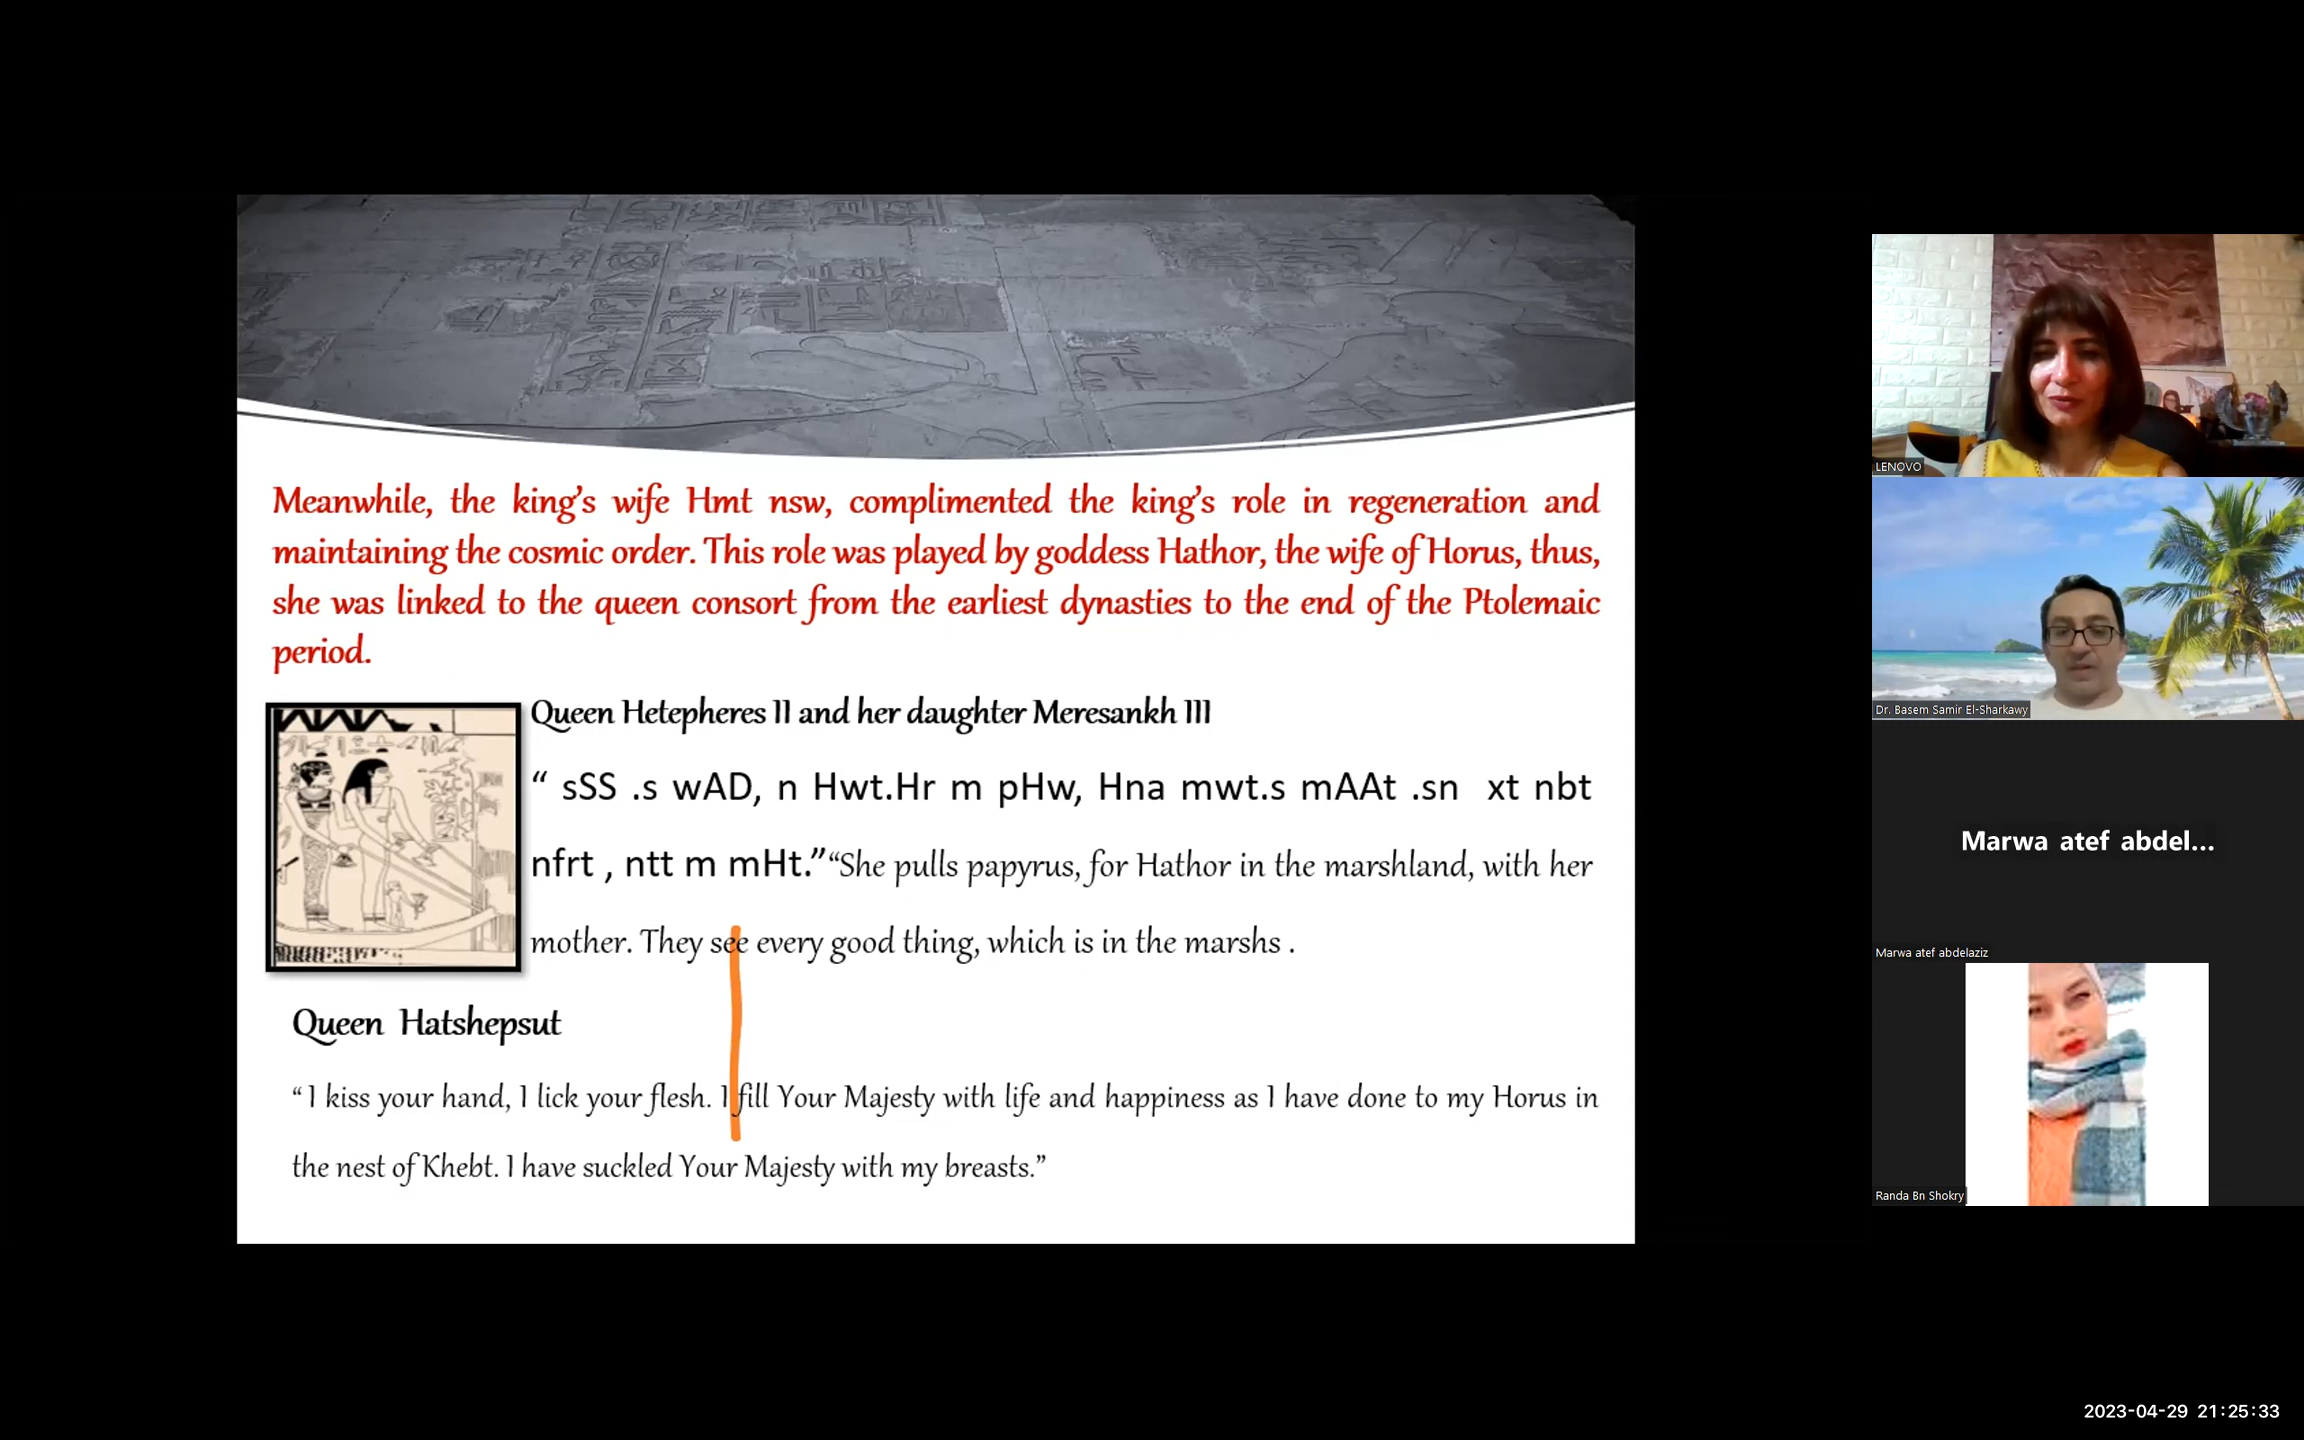 Meanwhile, the king’s wife Hmt nsw, complimented the king’s role in regeneration and
maintaining the cosmic order. This role was played by goddess Hathor, the wife of Horus, thus,
she was linked to the queen consort from the earliest dynasties to the end of the Ptolemaic
period.
Queen Hetepheres II and her daughter Meresankh III
“ sSS .s wAD, n Hwt.Hr m pHw, Hna mwt.s mAAt .sn xt nbt
nfrt , ntt m mHt.”“She pulls papyrus, for Hathor in the marshland, with her
mother. They see every good thing, which is in the marshs .
Queen Hatshepsut
“ I kiss your hand, I lick your flesh. I fill Your Majesty with life and happiness as I have done to my Horus in
the nest of Khebt. I have suckled Your Majesty with my breasts.”
LENOVO
Dr. Basem Samir El-Sharkawy
Marwa atef abdel...
Marwa atef abdelaziz
Randa Bn Shokry
2023-04-29 21:25:33